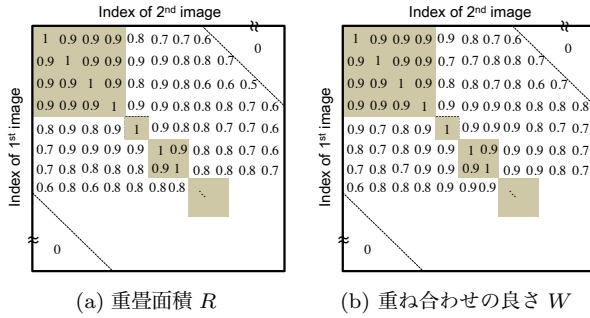 Index of 2nd image
Index of 1st image
≈ 0
1 0.9 0.9 0.9 0.8 0.7 0.7 0.6
0.9 1 0.9 0.9 0.9 0.8 0.8 0.7
0.9 0.9 1 0.9 0.8 0.8 0.6 0.6 0.5
0.9 0.9 0.9 1 0.9 0.9 0.8 0.8 0.7 0.6
0.8 0.9 0.8 0.9 1 0.9 0.8 0.8 0.7 0.6
0.7 0.9 0.9 0.9 0.9 1 0.9 0.8 0.8 0.7
0.7 0.8 0.8 0.8 0.8 0.9 1 0.8 0.8 0.7
0.6 0.8 0.6 0.8 0.8 0.8 0.8 ⋱
≈ 0
(a) 重畳面積 R
Index of 2nd image
Index of 1st image
≈ 0
1 0.9 0.9 0.9 0.9 0.8 0.7 0.6
0.9 1 0.9 0.9 0.7 0.7 0.8 0.8
0.9 0.9 1 0.9 0.8 0.8 0.6 0.7
0.9 0.9 0.9 1 0.9 0.9 0.8 0.8 0.7 0.8
0.9 0.7 0.8 0.9 1 0.9 0.9 0.9 0.8 0.7
0.8 0.7 0.8 0.9 0.9 1 0.9 0.9 0.8 0.8
0.7 0.8 0.8 0.8 0.9 0.9 1 0.8 0.8 0.7
0.6 0.8 0.7 0.8 0.9 0.9 0.9 ⋱
≈ 0
(b) 重ね合わせの良さ W